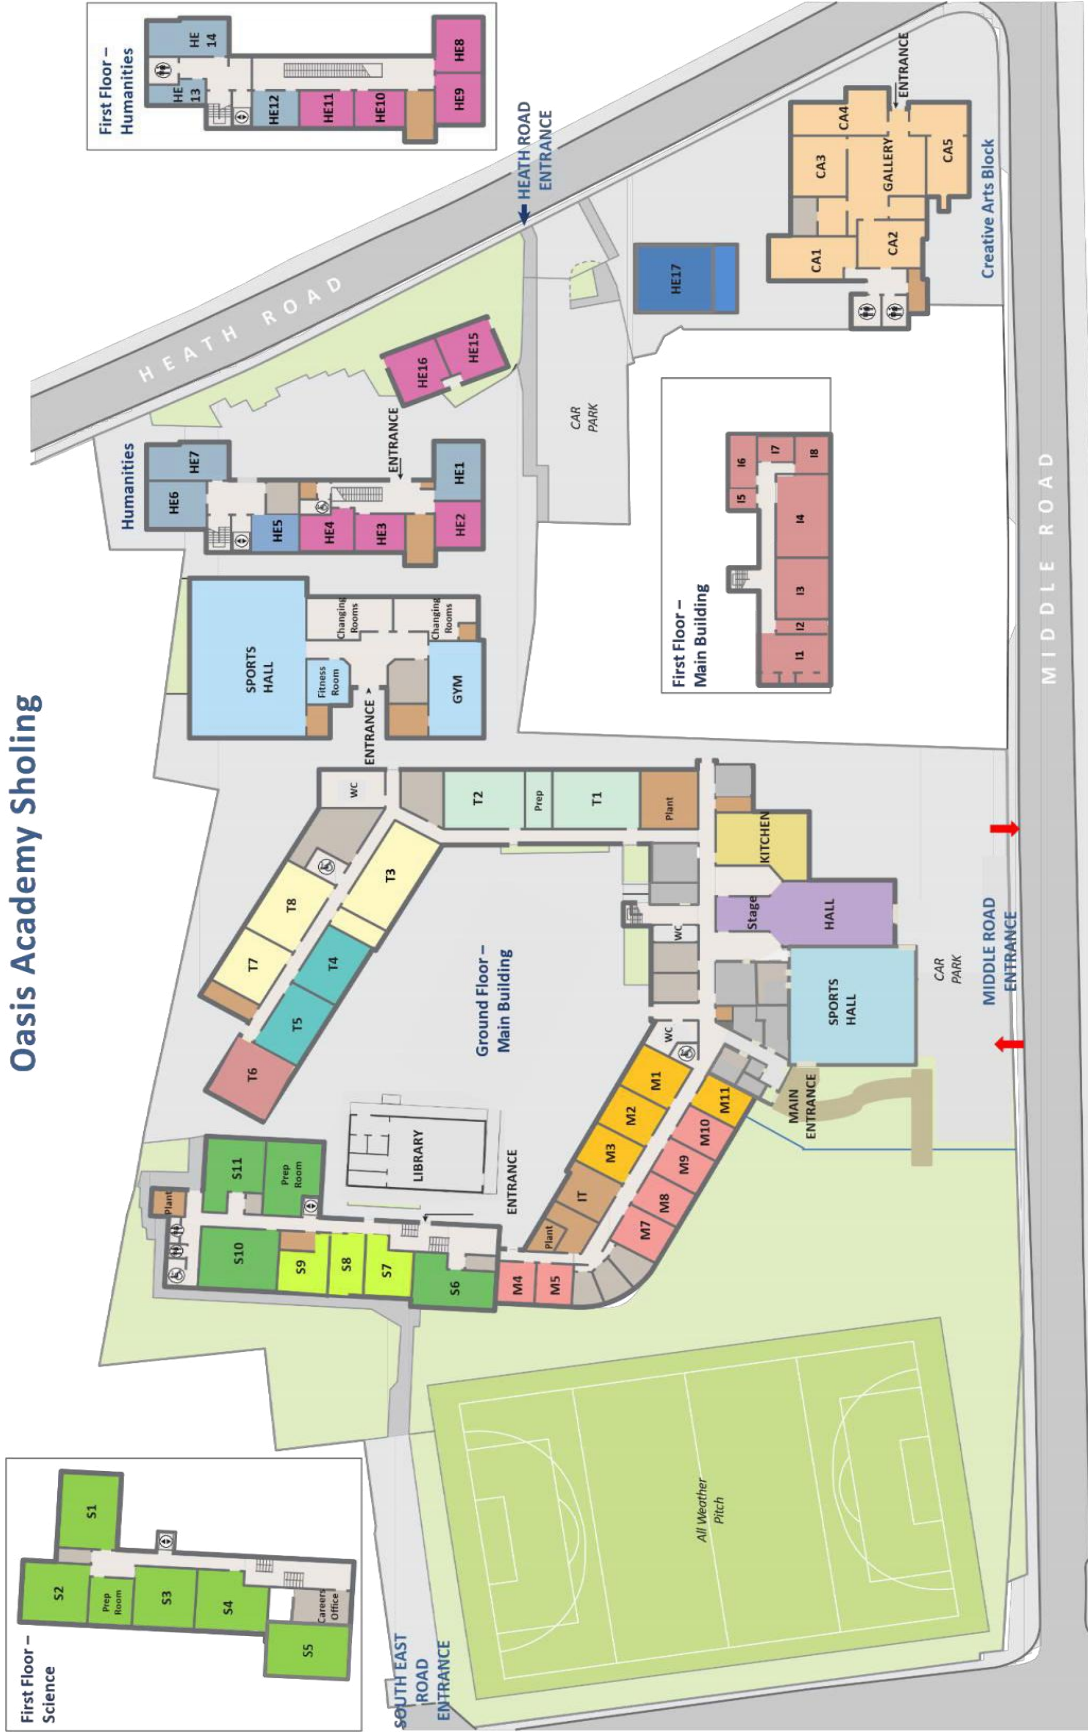 Oasis Academy Sholing
First Floor –
Science
S1
S2
Prep
Room
S3
S4
S5
Careers
Office
SOUTH EAST
ROAD
ENTRANCE
All Weather
Pitch
Plant
S11
Prep
Room
S10
S9
S8
S7
S6
LIBRARY
ENTRANCE
M4
M5
Plant
IT
M3
M2
M1
WC
M7
M8
M9
M10
M11
MAIN
ENTRANCE
T6
T5
T4
T7
T8
T3
WC
T2
Prep
T1
Plant
Ground Floor –
Main Building
WC
Stage
HALL
KITCHEN
SPORTS
HALL
CAR
PARK
MIDDLE ROAD
ENTRANCE
SPORTS
HALL
Fitness
Room
Changing
Rooms
Changing
Rooms
GYM
ENTRANCE
Humanities
HE7
HE6
HE5
HE4
HE3
HE2
HE1
ENTRANCE
HE16
HE15
HEATH ROAD
First Floor –
Humanities
HE
14
HE
13
HE12
HE11
HE10
HE9
HE8
HEATH ROAD
ENTRANCE
CAR
PARK
HE17
First Floor –
Main Building
I1
I2
I3
I4
I5
I6
I7
I8
CA1
CA2
CA3
CA4
CA5
GALLERY
ENTRANCE
Creative Arts Block
MIDDLE ROAD